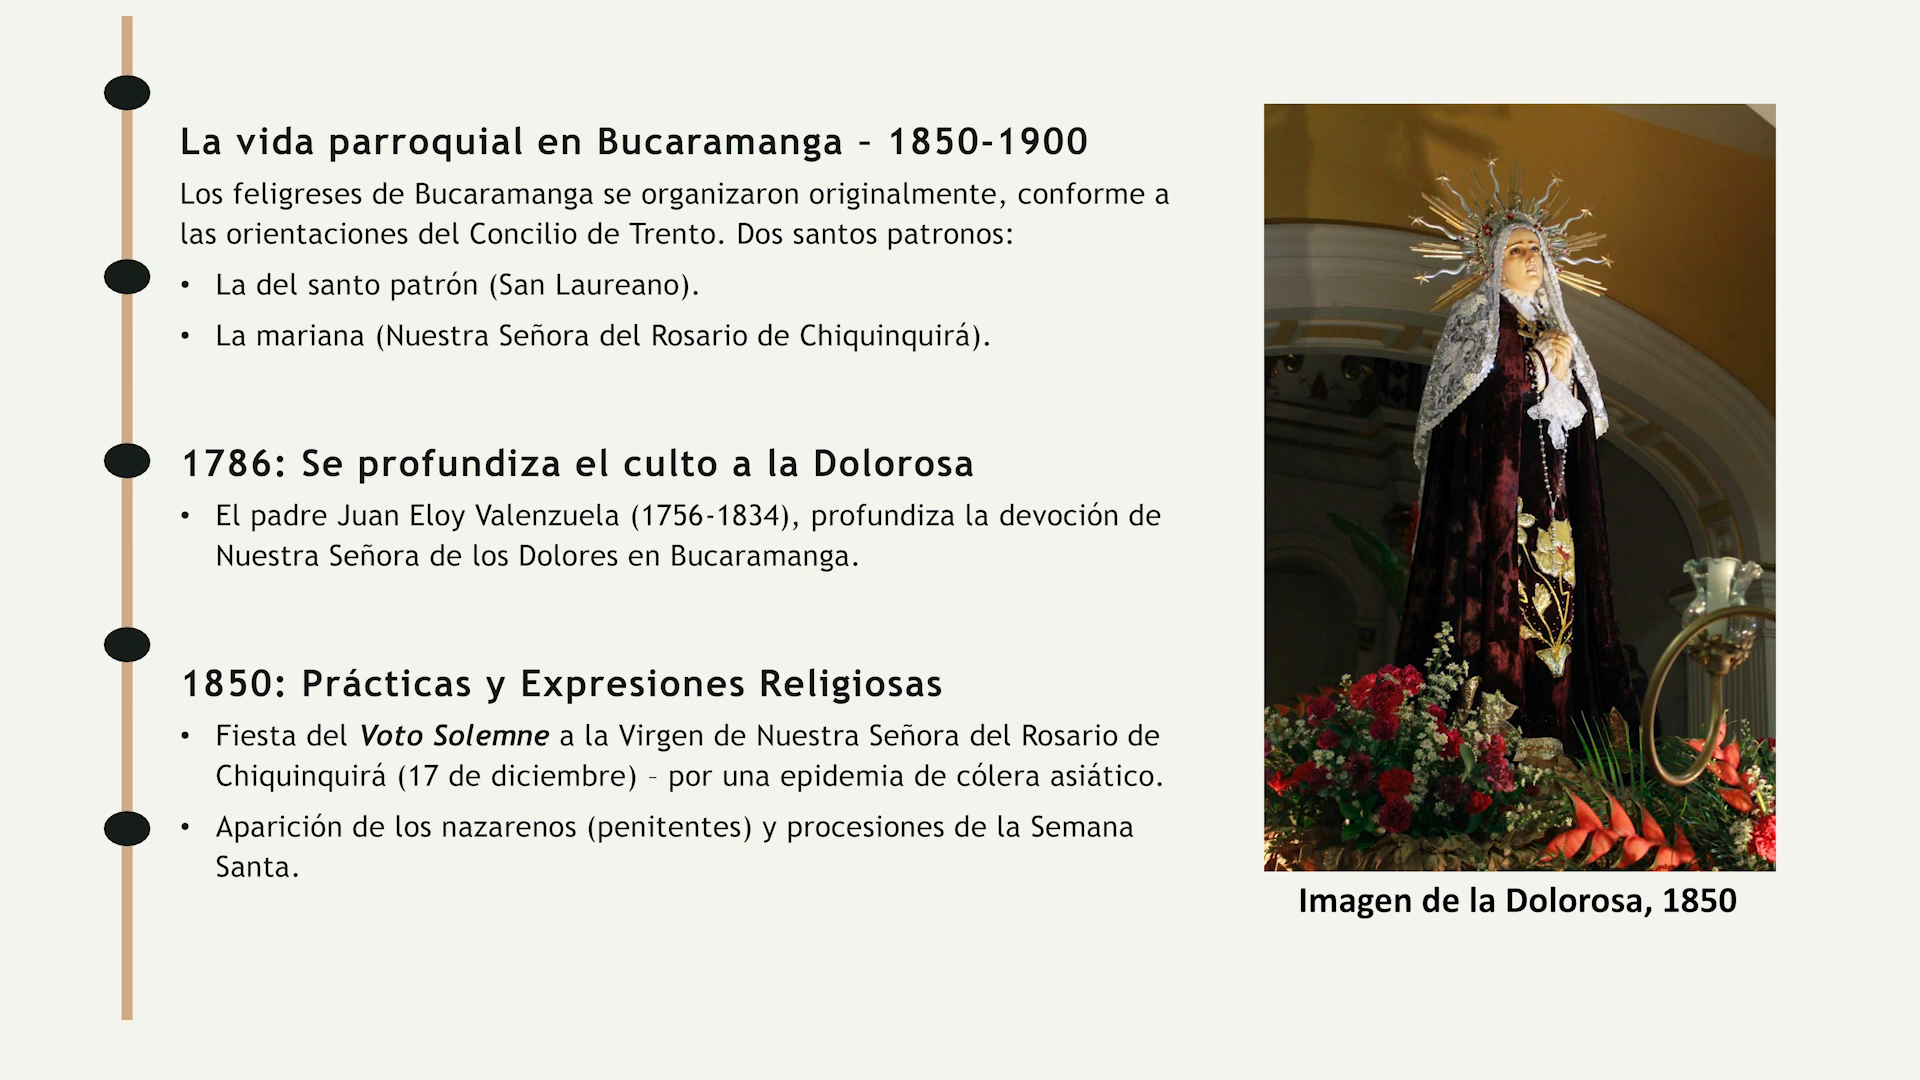 La vida parroquial en Bucaramanga – 1850-1900
Los feligreses de Bucaramanga se organizaron originalmente, conforme a
las orientaciones del Concilio de Trento. Dos santos patronos:
• La del santo patrón (San Laureano).
• La mariana (Nuestra Señora del Rosario de Chiquinquirá).
1786: Se profundiza el culto a la Dolorosa
• El padre Juan Eloy Valenzuela (1756-1834), profundiza la devoción de
Nuestra Señora de los Dolores en Bucaramanga.
1850: Prácticas y Expresiones Religiosas
• Fiesta del Voto Solemne a la Virgen de Nuestra Señora del Rosario de
Chiquinquirá (17 de diciembre) – por una epidemia de cólera asiático.
• Aparición de los nazarenos (penitentes) y procesiones de la Semana
Santa.
Imagen de la Dolorosa, 1850